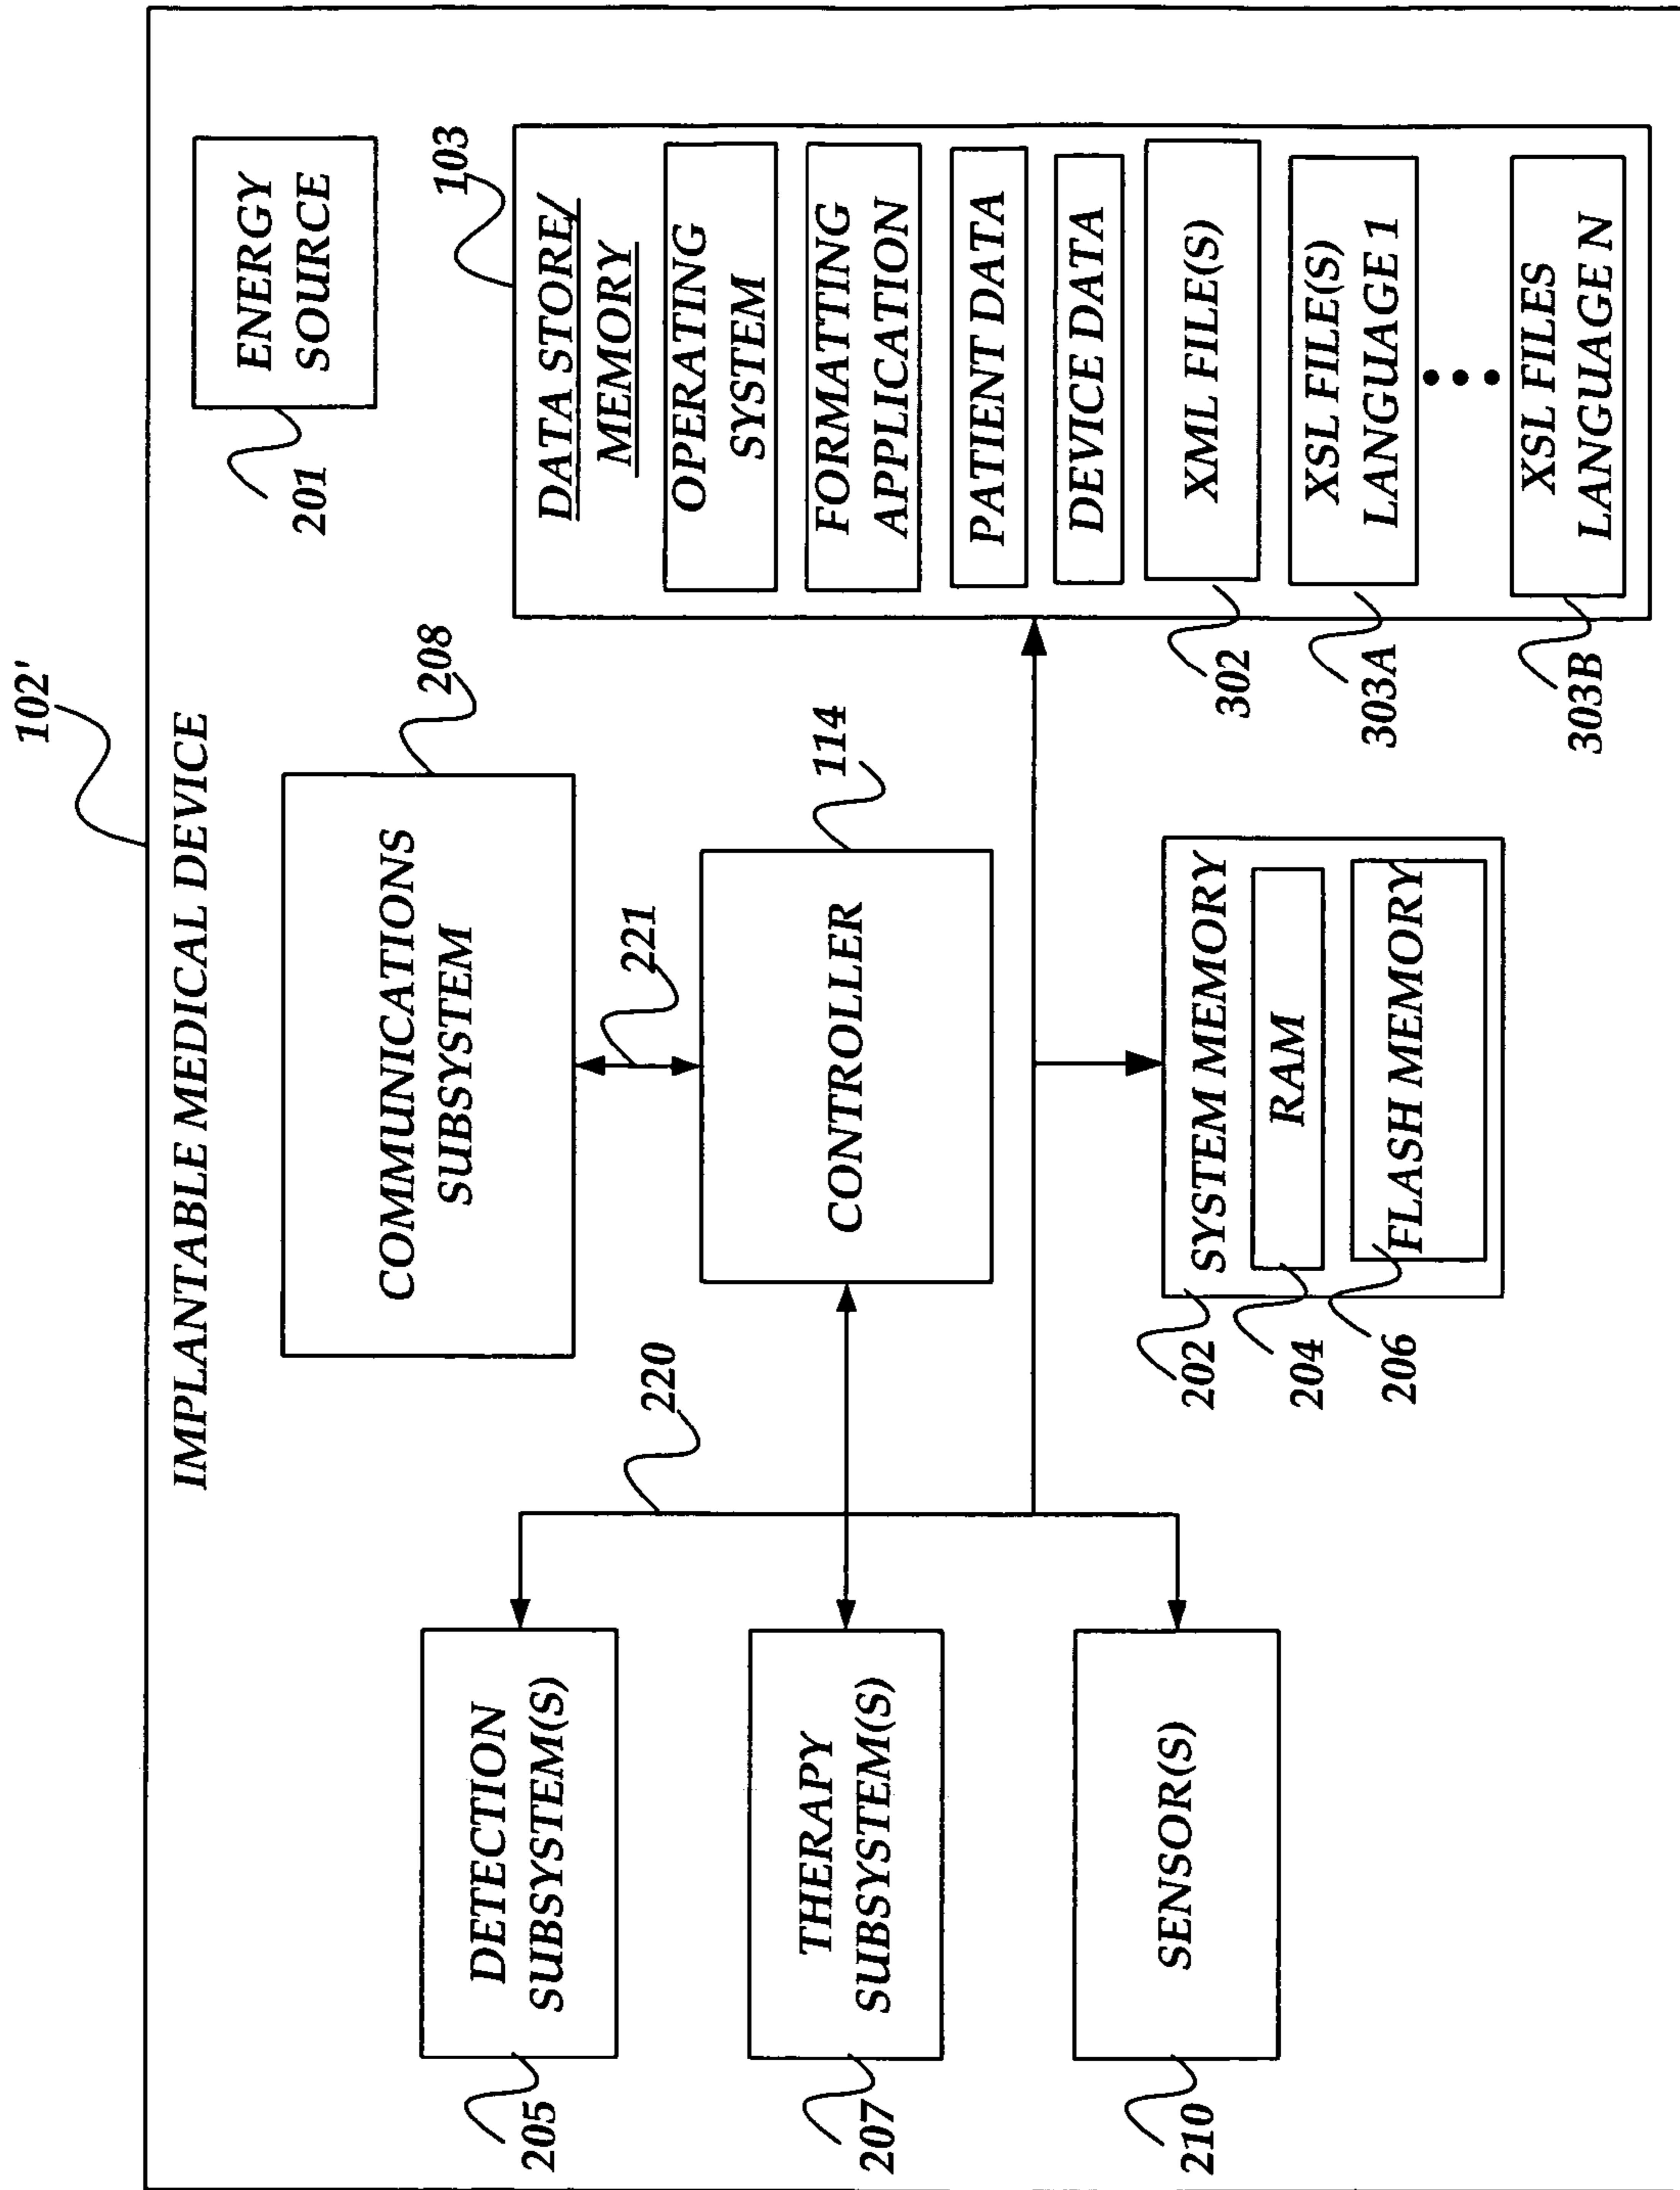 102'
IMPLANTABLE MEDICAL DEVICE
COMMUNICATIONS
SUBSYSTEM
208
ENERGY
SOURCE
201
DETECTION
SUBSYSTEM(S)
205
220
221
CONTROLLER
114
THERAPY
SUBSYSTEM(S)
207
SENSOR(S)
210
SYSTEM MEMORY
RAM
FLASH MEMORY
202
204
206
103
DATA STORE/
MEMORY
OPERATING
SYSTEM
FORMATTING
APPLICATION
PATIENT DATA
DEVICE DATA
XML FILE(S)
302
XSL FILE(S)
LANGUAGE 1
303A
XSL FILES
LANGUAGE N
303B